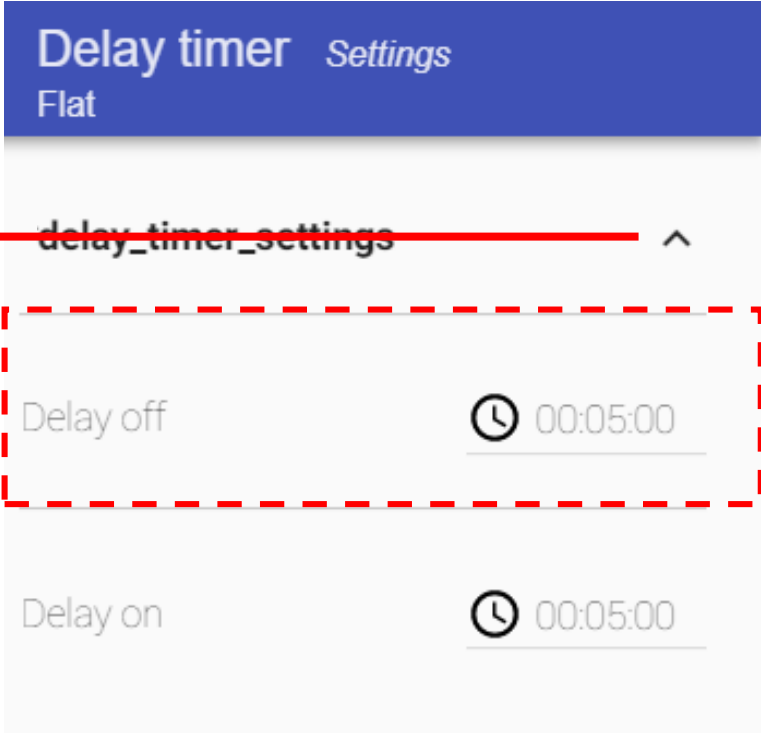 Delay timer Settings
Flat
delay_timer_settings
Delay off 00:05:00
Delay on 00:05:00